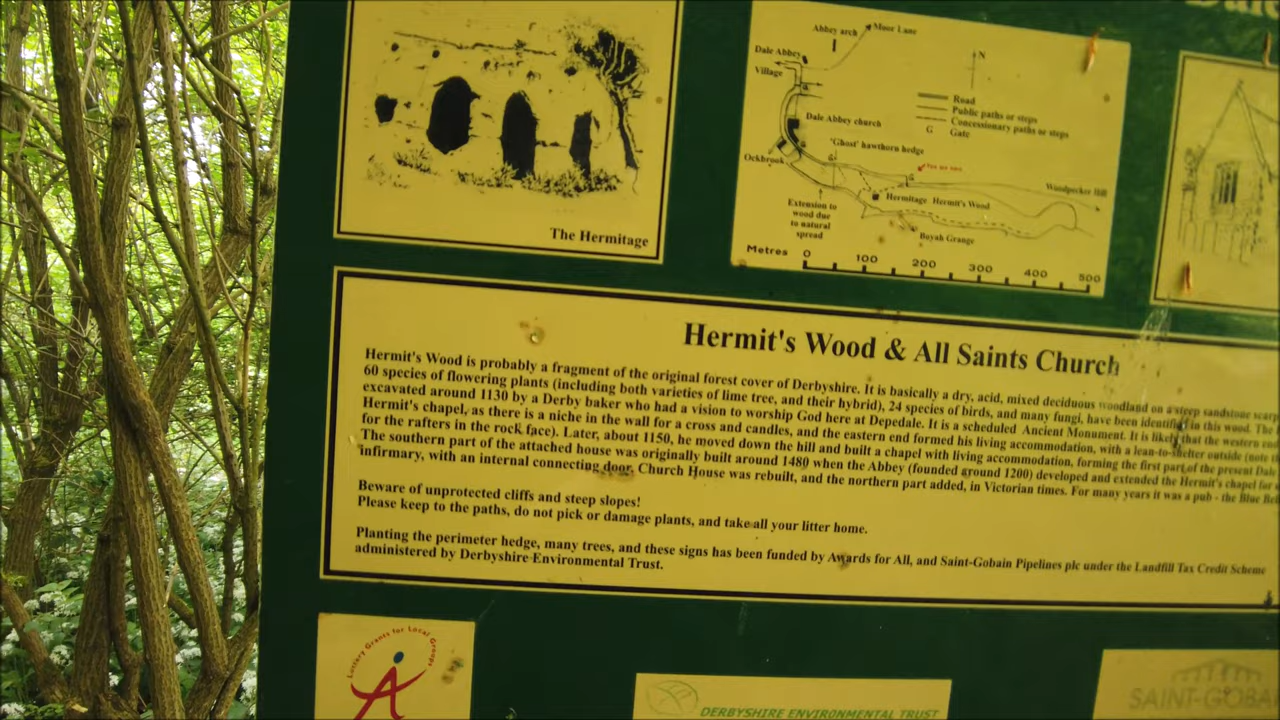 Dale
The Hermitage
Abbey arch
Moor Lane
Dale Abbey
Village
N
Road
Public paths or steps
Concessionary paths or steps
G Gate
Dale Abbey church
'Ghost' hawthorn hedge
Ockbrook
Woodpecker Hill
Hermitage Hermit's Wood
Extension to
wood due
to natural
spread
Boyah Grange
Metres 0 100 200 300 400 500
Hermit's Wood & All Saints Church
Hermit's Wood is probably a fragment of the original forest cover of Derbyshire. It is basically a dry, acid, mixed deciduous woodland on a steep sandstone scarp
60 species of flowering plants (including both varieties of lime tree, and their hybrid), 24 species of birds, and many fungi, have been identified in this wood. The
excavated around 1130 by a Derby baker who had a vision to worship God here at Depedale. It is a scheduled Ancient Monument. It is likely that the western end
Hermit's chapel, as there is a niche in the wall for a cross and candles, and the eastern end formed his living accommodation, with a lean-to shelter outside (note
for the rafters in the rock face). Later, about 1150, he moved down the hill and built a chapel with living accommodation, forming the first part of the present Dale
The southern part of the attached house was originally built around 1480 when the Abbey (founded around 1200) developed and extended the Hermit's chapel for
infirmary, with an internal connecting door. Church House was rebuilt, and the northern part added, in Victorian times. For many years it was a pub - the Blue
Beware of unprotected cliffs and steep slopes!
Please keep to the paths, do not pick or damage plants, and take all your litter home.
Planting the perimeter hedge, many trees, and these signs has been funded by Awards for All, and Saint-Gobain Pipelines plc under the Landfill Tax Credit Scheme
administered by Derbyshire Environmental Trust.
Lottery Grants for Local Groups
DERBYSHIRE ENVIRONMENTAL TRUST
SAINT-GOBA